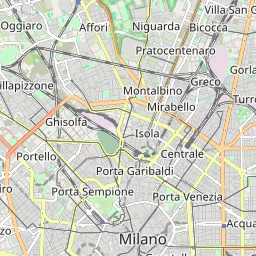 Villa San G
Oggiaro
Affori
Niguarda
Bicocca
Pratocentenaro
Gorla
Greco
illapizzone
Montalbino
Turro
Mirabello
Ghisolfa
Isola
Portello
Centrale
Porta Garibaldi
Porta Sempione
Porta Venezia
Acqua
Milano